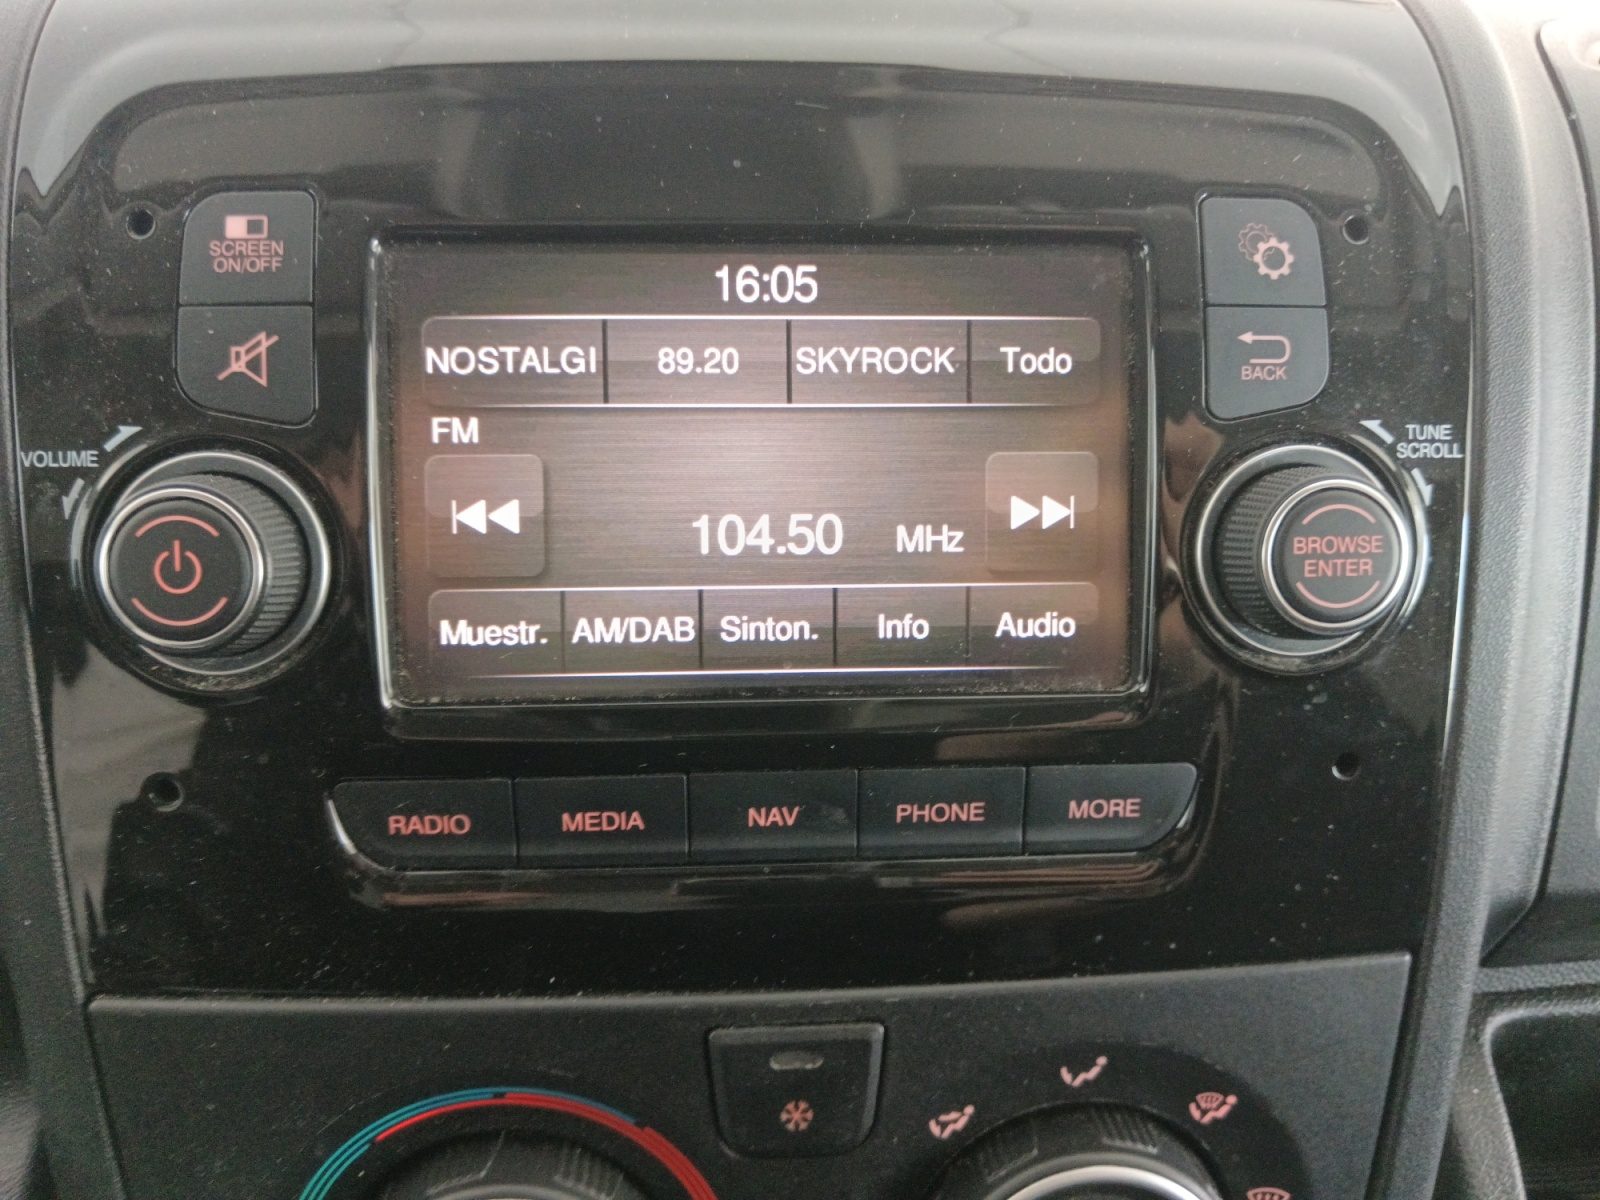 SCREEN
ON/OFF
16:05
NOSTALGI 89.20 SKYROCK Todo
BACK
FM
VOLUME
TUNE
SCROLL
104.50 MHz
BROWSE
ENTER
Muestr. AM/DAB Sinton. Info Audio
RADIO MEDIA NAV PHONE MORE